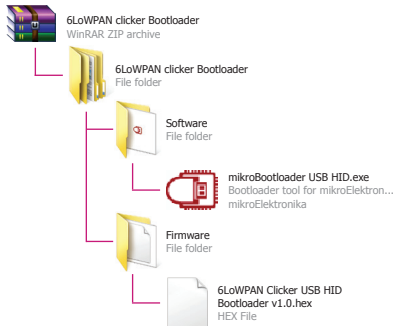 6LoWPAN clicker Bootloader
WinRAR ZIP archive
6LoWPAN clicker Bootloader
File folder
Software
File folder
mikroBootloader USB HID.exe
Bootloader tool for mikroElektron...
mikroElektronika
Firmware
File folder
6LoWPAN Clicker USB HID
Bootloader v1.0.hex
HEX File